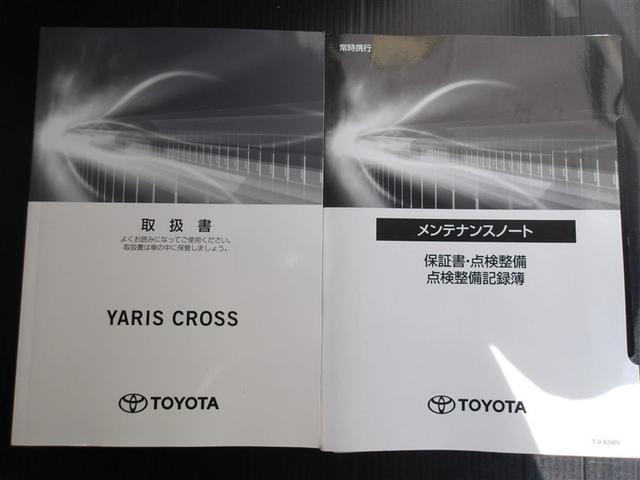 取扱書
よくお読みになってご使用ください。
取扱書は車の中に保管しましょう。
YARIS CROSS
TOYOTA
常時携行
メンテナンスノート
保証書・点検整備
点検整備記録簿
TOYOTA